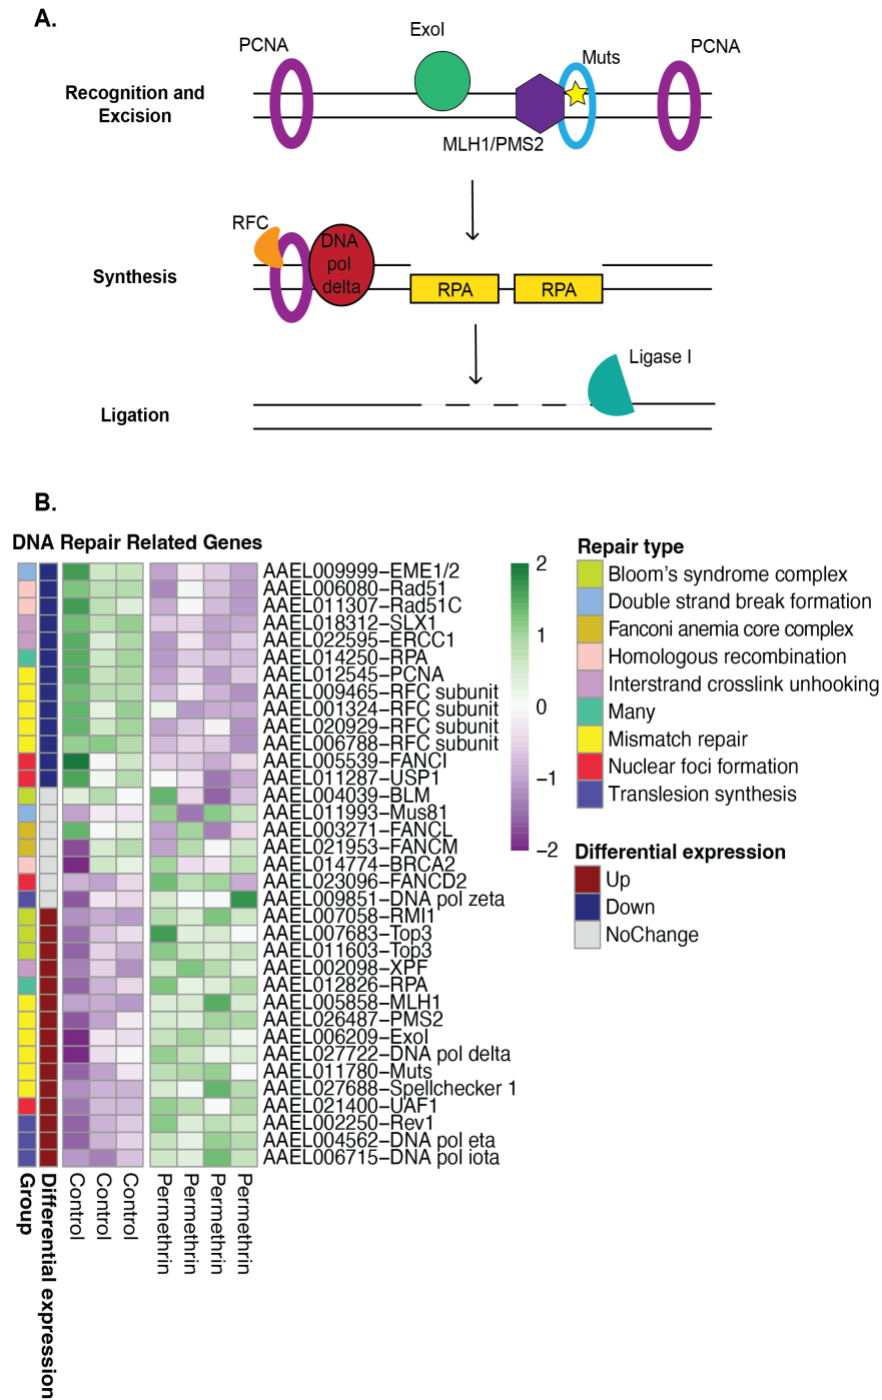 A.
PCNA
ExoI
Muts
PCNA
Recognition and
Excision
MLH1/PMS2
RFC
DNA
pol
delta
Synthesis
RPA
RPA
Ligase I
Ligation
B.
DNA Repair Related Genes
AAEL009999−EME1/2
AAEL006080−Rad51
AAEL011307−Rad51C
AAEL018312−SLX1
AAEL022595−ERCC1
AAEL014250−RPA
AAEL012545−PCNA
AAEL009465−RFC subunit
AAEL001324−RFC subunit
AAEL020929−RFC subunit
AAEL006788−RFC subunit
AAEL005539−FANCI
AAEL011287−USP1
AAEL004039−BLM
AAEL011993−Mus81
AAEL003271−FANCL
AAEL021953−FANCM
AAEL014774−BRCA2
AAEL023096−FANCD2
AAEL009851−DNA pol zeta
AAEL007058−RMI1
AAEL007683−Top3
AAEL011603−Top3
AAEL002098−XPF
AAEL012826−RPA
AAEL005858−MLH1
AAEL026487−PMS2
AAEL006209−ExoI
AAEL027722−DNA pol delta
AAEL011780−Muts
AAEL027688−Spellchecker 1
AAEL021400−UAF1
AAEL002250−Rev1
AAEL004562−DNA pol eta
AAEL006715−DNA pol iota
Group
Differential expression
Control
Control
Control
Permethrin
Permethrin
Permethrin
Permethrin
2
1
0
−1
−2
Repair type
Bloom's syndrome complex
Double strand break formation
Fanconi anemia core complex
Homologous recombination
Interstrand crosslink unhooking
Many
Mismatch repair
Nuclear foci formation
Translesion synthesis
Differential expression
Up
Down
NoChange